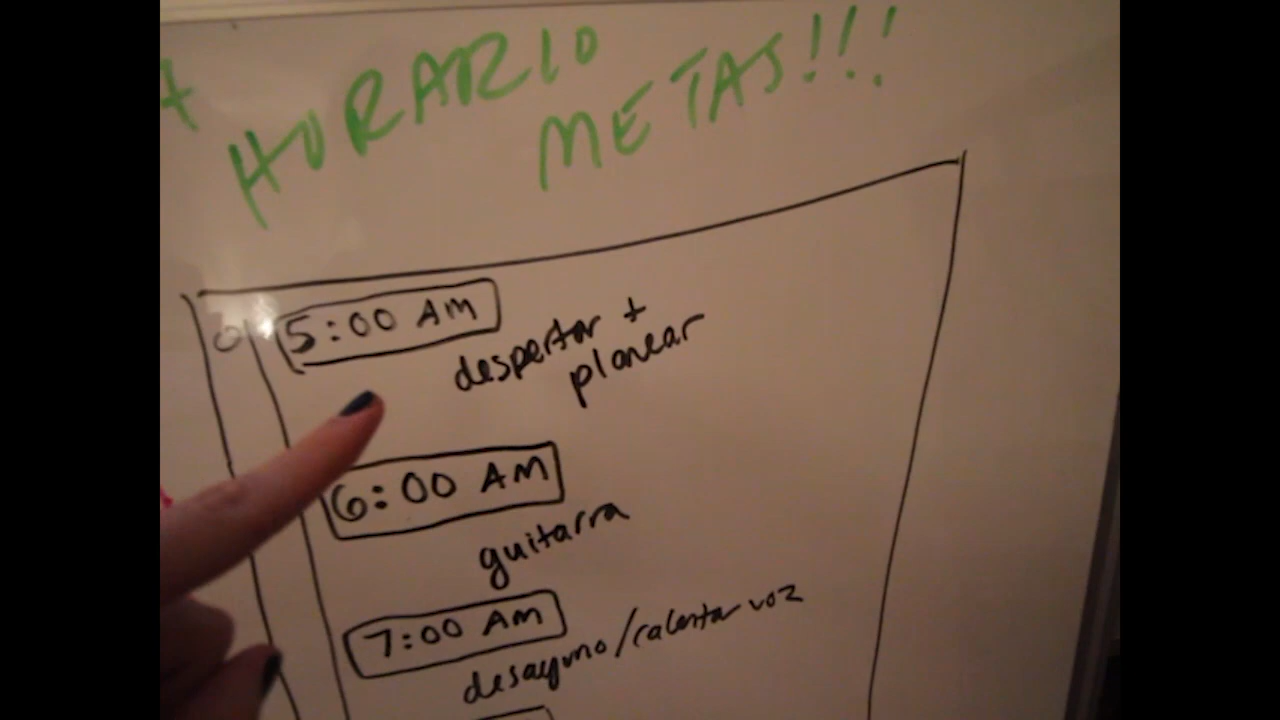 + HORARIO
METAS!!!
5:00 AM
despertar +
planear
6:00 AM
guitarra
7:00 AM
desayuno/calentar voz